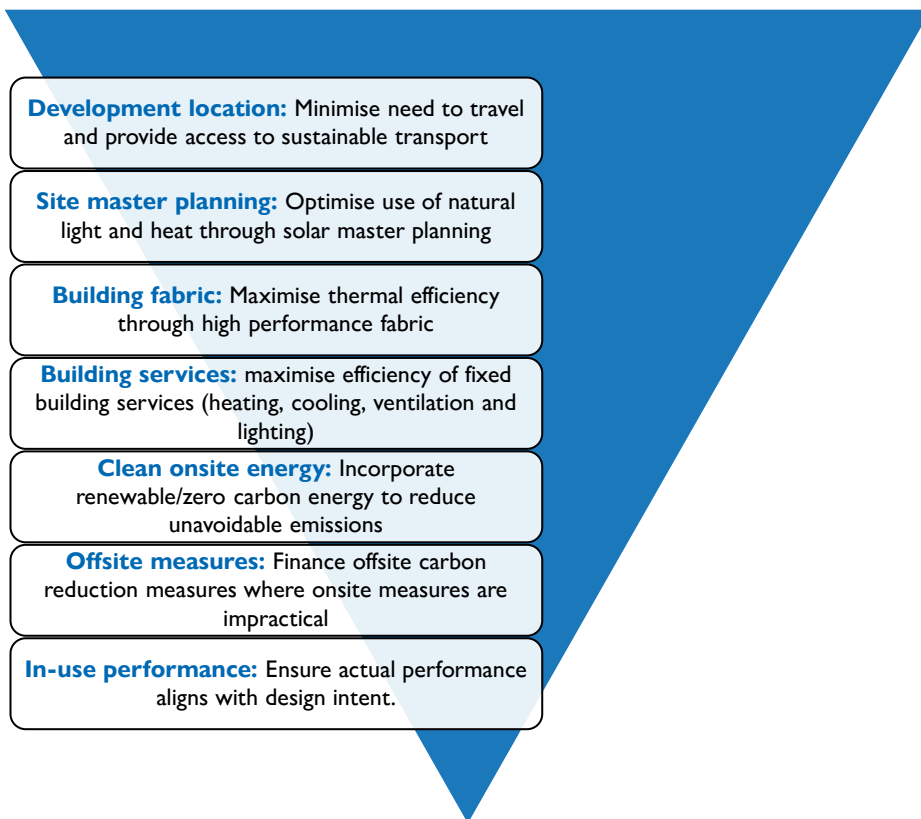 Development location: Minimise need to travel
and provide access to sustainable transport
Site master planning: Optimise use of natural
light and heat through solar master planning
Building fabric: Maximise thermal efficiency
through high performance fabric
Building services: maximise efficiency of fixed
building services (heating, cooling, ventilation and
lighting)
Clean onsite energy: Incorporate
renewable/zero carbon energy to reduce
unavoidable emissions
Offsite measures: Finance offsite carbon
reduction measures where onsite measures are
impractical
In-use performance: Ensure actual performance
aligns with design intent.